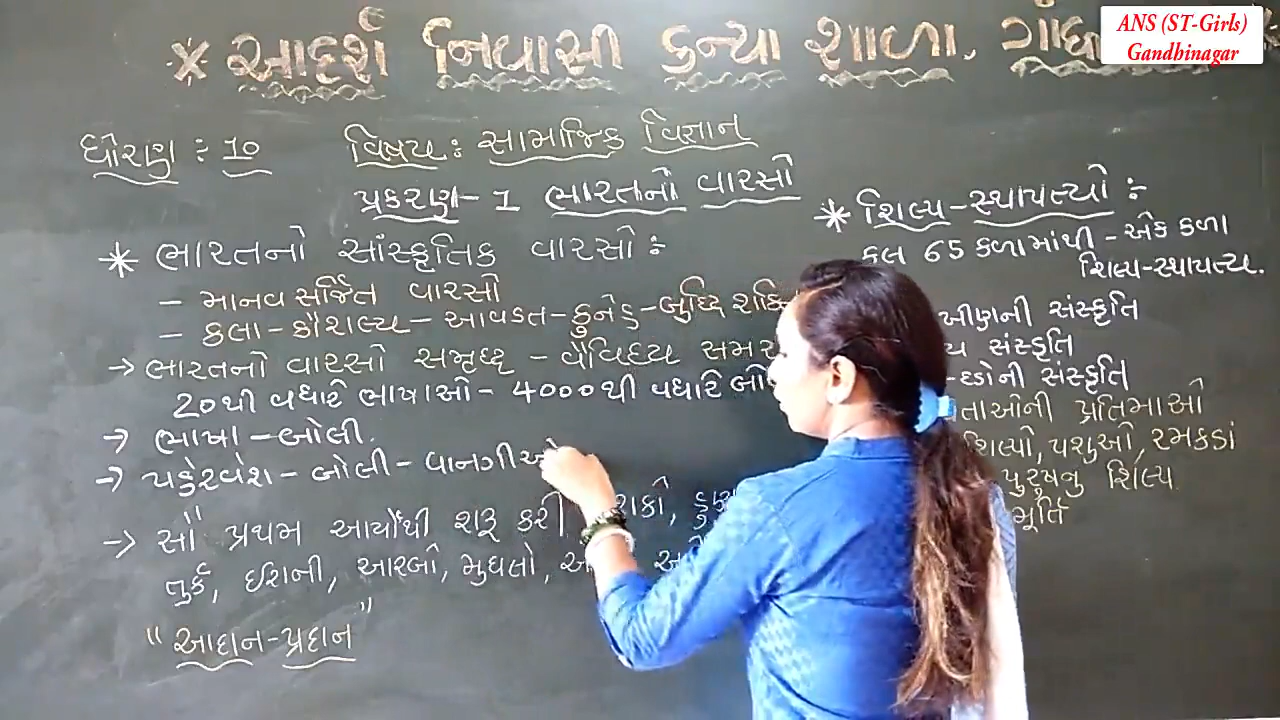 ANS (ST-Girls)
Gandhinagar
* આદર્શ નિવાસી કન્યા શાળા.
ધોરણ : 10
વિષય : સામાજિક વિજ્ઞાન
પ્રકરણ - 1 ભારતનો વારસો
* ભારતનો સાંસ્કૃતિક વારસો :
- માનવ સર્જિત વારસો
- કલા - કૌશલ્ય - આવડત - કુનેહ - બુધ્ધિ
→ ભારતનો વારસો સમૃધ્ધ - વૈવિધ્ય
20થી વધારે ભાષાઓ - 4000થી વધારે
→ ભાષા - બોલી.
→ પહેરવેશ - બોલી - વાનગીઓ
→ સૌ પ્રથમ આર્યોથી શરૂ કરી શકો,
તુર્ક, ઈરાની, આરબો, મુઘલો,
" આદાન-પ્રદાન "
* શિલ્પ - સ્થાપત્યો :
કુલ 65 કળામાંથી - એક કળા
શિલ્પ-સ્થાપત્ય.
સંસ્કૃતિ
સંસ્કૃતિ
સંસ્કૃતિ
પ્રતિમાઓ
પશુઓ, રમકડાં
શિલ્પ
મૂર્તિ